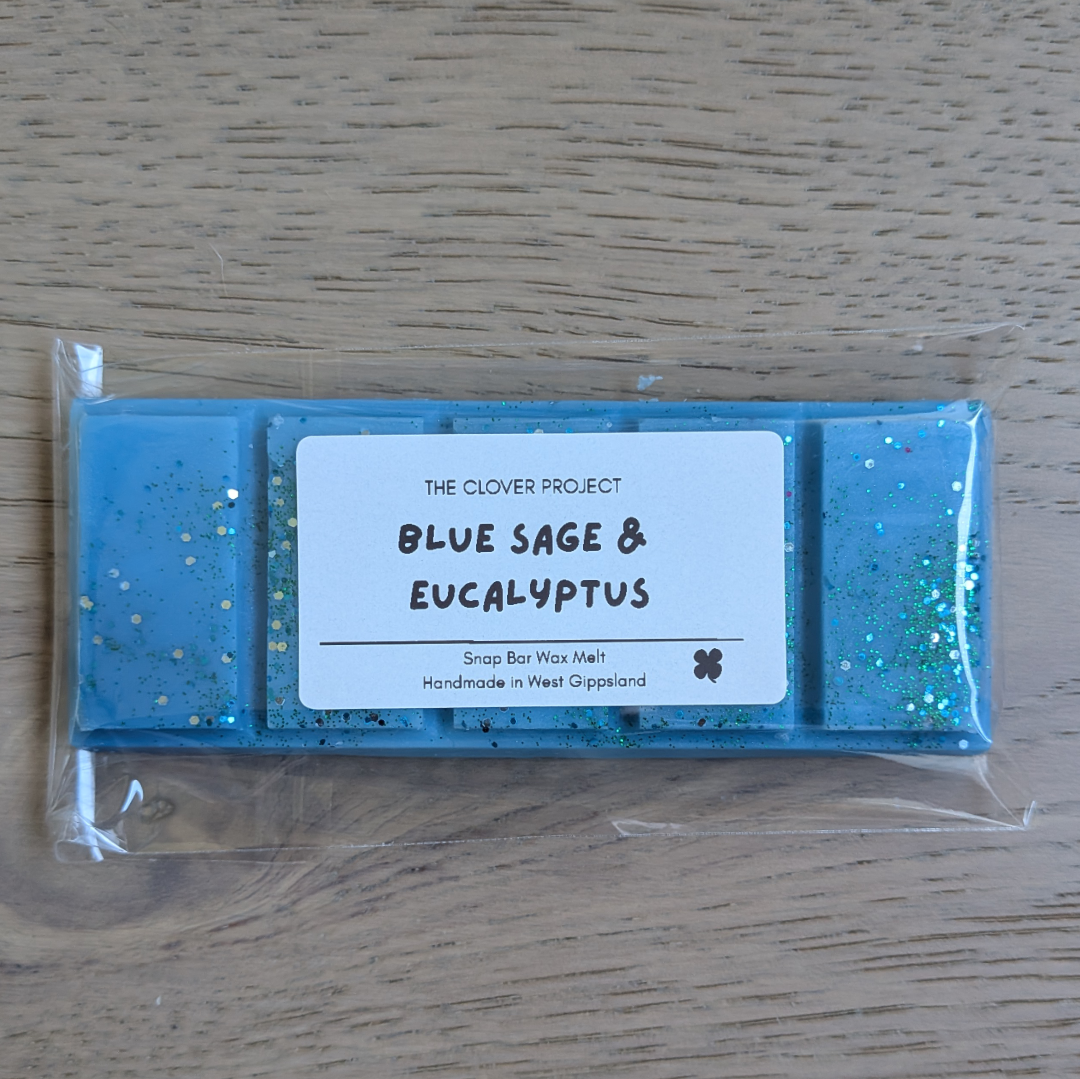 THE CLOVER PROJECT
BLUE SAGE &
EUCALYPTUS
Snap Bar Wax Melt
Handmade in West Gippsland